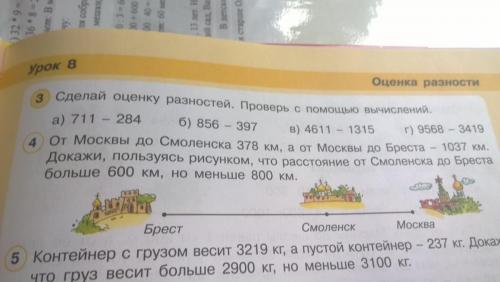 Урок 8
Оценка разности
3 Сделай оценку разностей. Проверь с помощью вычислений.
а) 711 – 284 б) 856 – 397 в) 4611 – 1315 г) 9568 – 3419
4 От Москвы до Смоленска 378 км, а от Москвы до Бреста – 1037 км.
Докажи, пользуясь рисунком, что расстояние от Смоленска до Бреста
больше 600 км, но меньше 800 км.
Брест Смоленск Москва
5 Контейнер с грузом весит 3219 кг, а пустой контейнер – 237 кг. Докаж
что груз весит больше 2900 кг, но меньше 3100 кг.